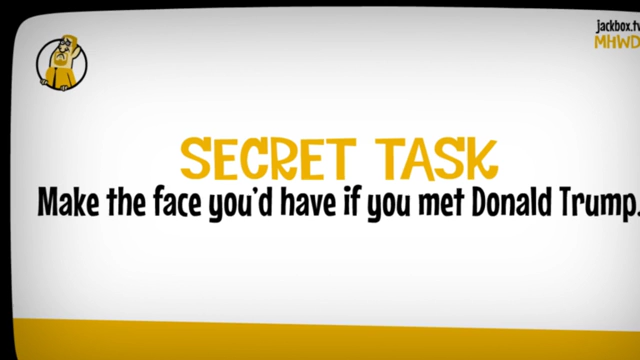 jackbox.tv
MHWD
SECRET TASK
Make the face you'd have if you met Donald Trump.